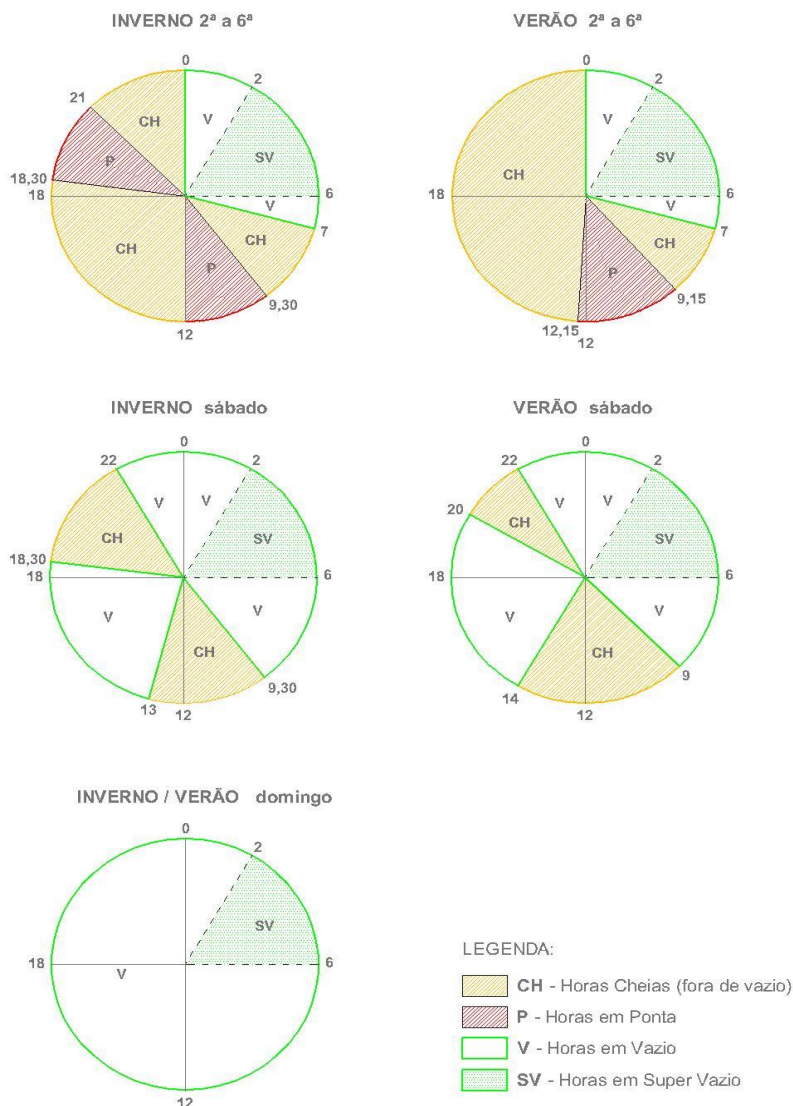 INVERNO 2ª a 6ª
0
2
21
CH
V
SV
P
18,30
18
6
V
7
CH
CH
P
9,30
12
VERÃO 2ª a 6ª
0
2
V
CH
SV
18
6
V
7
CH
P
9,15
12,15
12
INVERNO sábado
0
22
2
V
V
CH
SV
18,30
18
6
V
V
CH
9,30
13
12
VERÃO sábado
0
22
2
20
V
V
CH
SV
18
6
V
V
CH
9
14
12
INVERNO / VERÃO domingo
0
2
SV
18
V
6
12
LEGENDA:
CH - Horas Cheias (fora de vazio)
P - Horas em Ponta
V - Horas em Vazio
SV - Horas em Super Vazio